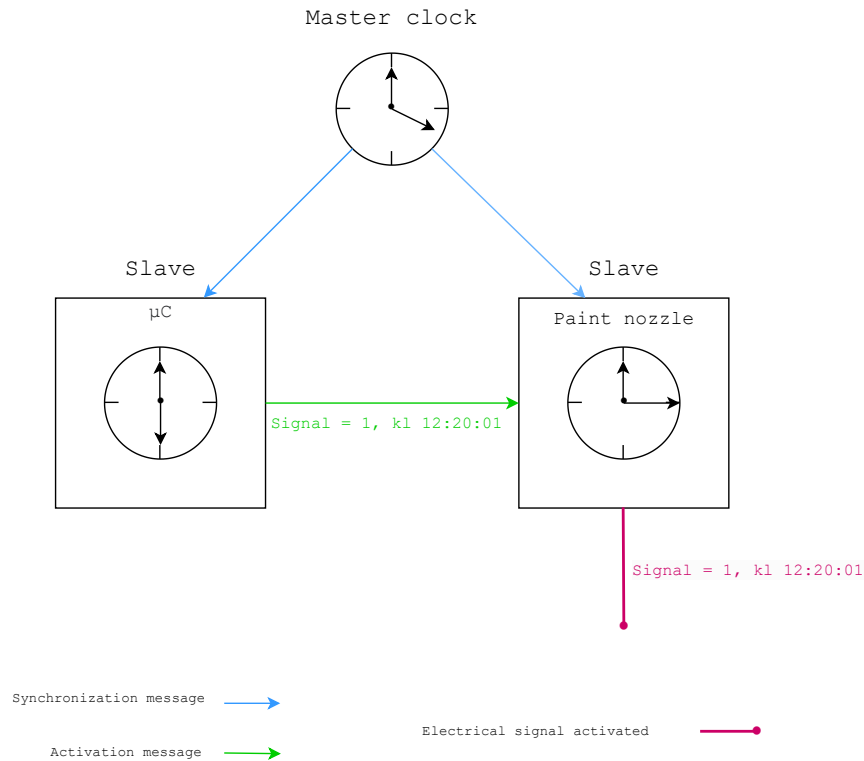 Master clock
Slave
Slave
µC
Paint nozzle
Signal = 1, kl 12:20:01
Signal = 1, kl 12:20:01
Synchronization message
Electrical signal activated
Activation message